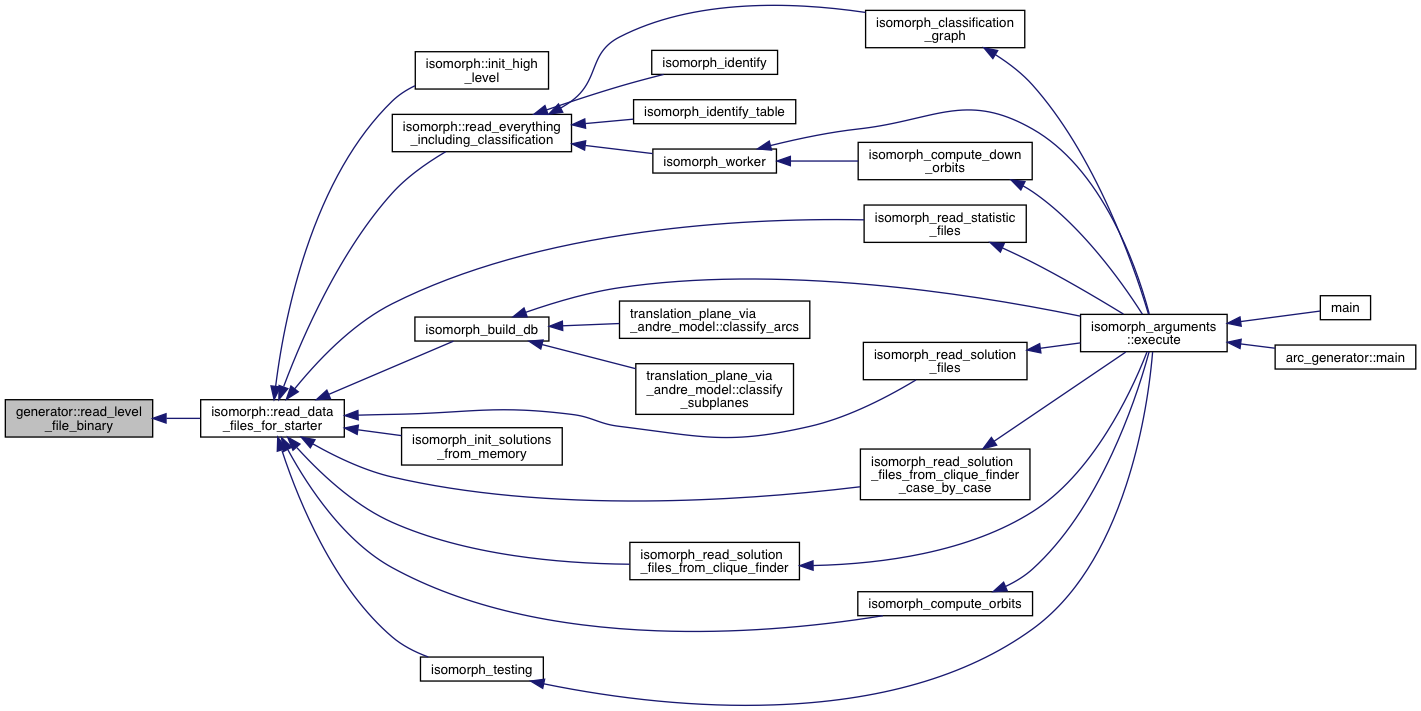 isomorph_classification
_graph
isomorph::init_high
_level
isomorph_identify
isomorph::read_everything
_including_classification
isomorph_identify_table
isomorph_worker
isomorph_compute_down
_orbits
isomorph_read_statistic
_files
isomorph_build_db
translation_plane_via
_andre_model::classify_arcs
isomorph_arguments
::execute
main
isomorph_read_solution
_files
arc_generator::main
translation_plane_via
_andre_model::classify
_subplanes
generator::read_level
_file_binary
isomorph::read_data
_files_for_starter
isomorph_init_solutions
_from_memory
isomorph_read_solution
_files_from_clique_finder
_case_by_case
isomorph_read_solution
_files_from_clique_finder
isomorph_compute_orbits
isomorph_testing